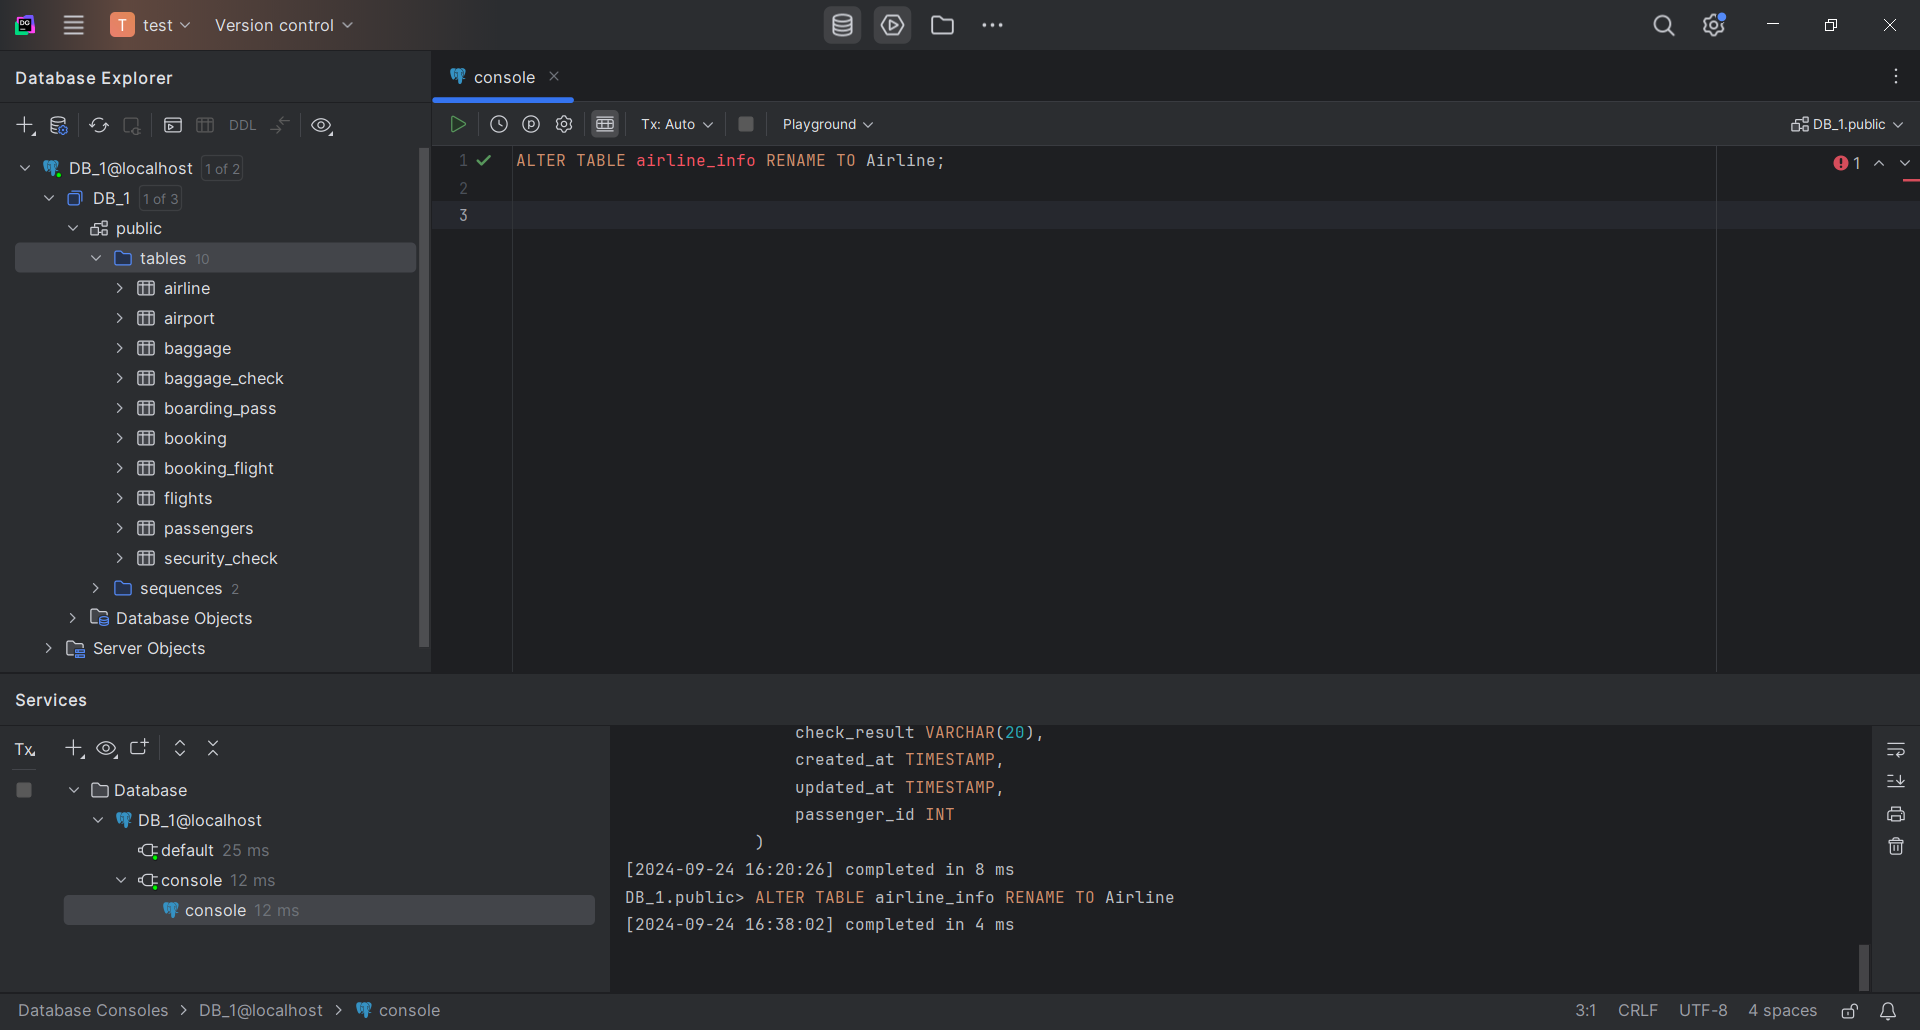 T test Version control
Database Explorer
console
DDL
Tx: Auto
Playground
DB_1.public
DB_1@localhost 1 of 2
DB_1 1 of 3
public
tables 10
airline
airport
baggage
baggage_check
boarding_pass
booking
booking_flight
flights
passengers
security_check
sequences 2
Database Objects
Server Objects
1 ALTER TABLE airline_info RENAME TO Airline;
2
3
1
Services
Tx
Database
DB_1@localhost
default 25 ms
console 12 ms
console 12 ms
check_result VARCHAR(20),
created_at TIMESTAMP,
updated_at TIMESTAMP,
passenger_id INT
)
[2024-09-24 16:20:26] completed in 8 ms
DB_1.public> ALTER TABLE airline_info RENAME TO Airline
[2024-09-24 16:38:02] completed in 4 ms
Database Consoles > DB_1@localhost > console
3:1 CRLF UTF-8 4 spaces